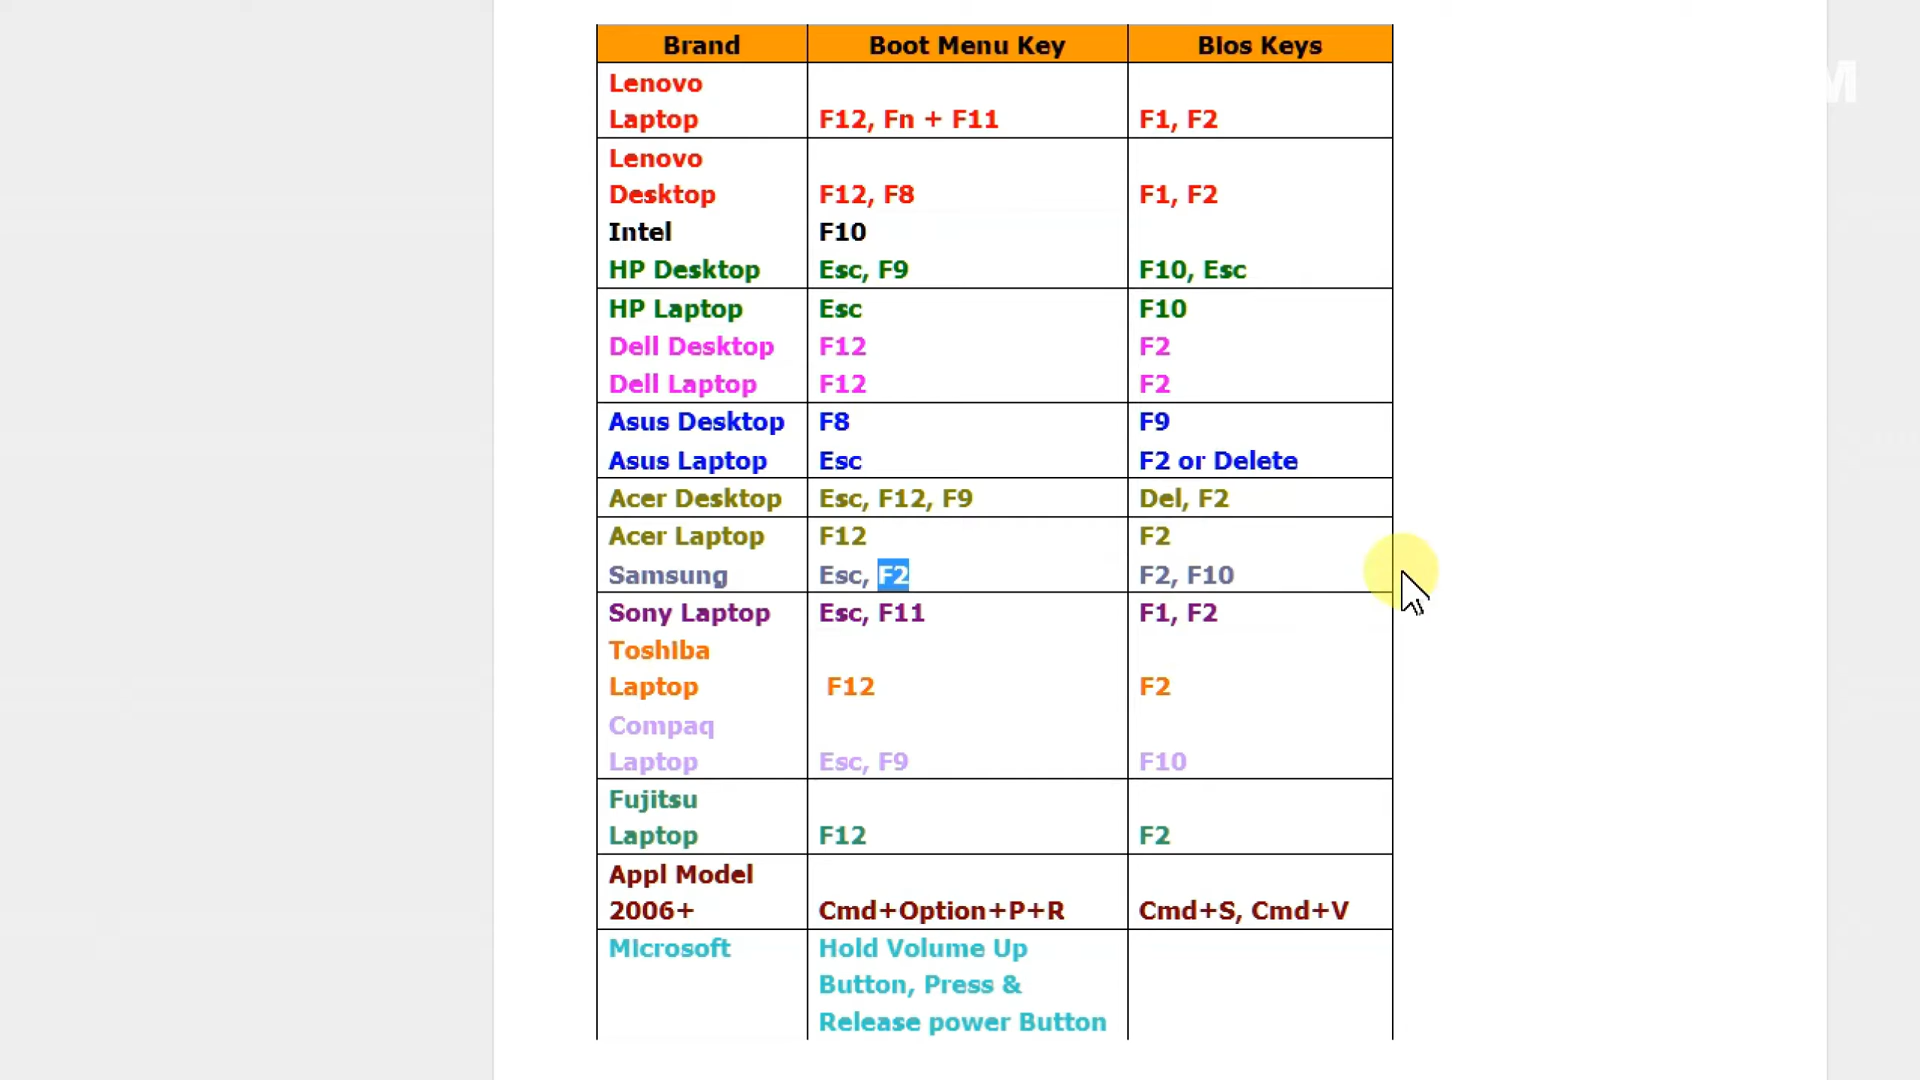 Brand Boot Menu Key Bios Keys
Lenovo
Laptop F12, Fn + F11 F1, F2
Lenovo
Desktop F12, F8 F1, F2
Intel F10
HP Desktop Esc, F9 F10, Esc
HP Laptop Esc F10
Dell Desktop F12 F2
Dell Laptop F12 F2
Asus Desktop F8 F9
Asus Laptop Esc F2 or Delete
Acer Desktop Esc, F12, F9 Del, F2
Acer Laptop F12 F2
Samsung Esc, F2 F2, F10
Sony Laptop Esc, F11 F1, F2
Toshiba
Laptop F12 F2
Compaq
Laptop Esc, F9 F10
Fujitsu
Laptop F12 F2
Appl Model
2006+ Cmd+Option+P+R Cmd+S, Cmd+V
Microsoft Hold Volume Up
Button, Press &
Release power Button